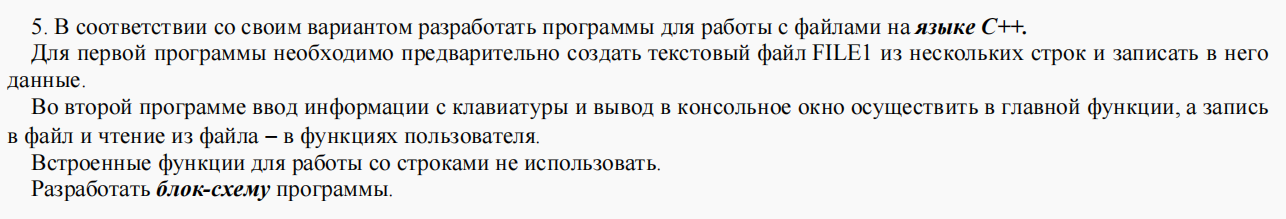 5. В соответствии со своим вариантом разработать программы для работы с файлами на языке С++.
Для первой программы необходимо предварительно создать текстовый файл FILE1 из нескольких строк и записать в него
данные.
Во второй программе ввод информации с клавиатуры и вывод в консольное окно осуществить в главной функции, а запись
в файл и чтение из файла – в функциях пользователя.
Встроенные функции для работы со строками не использовать.
Разработать блок-схему программы.